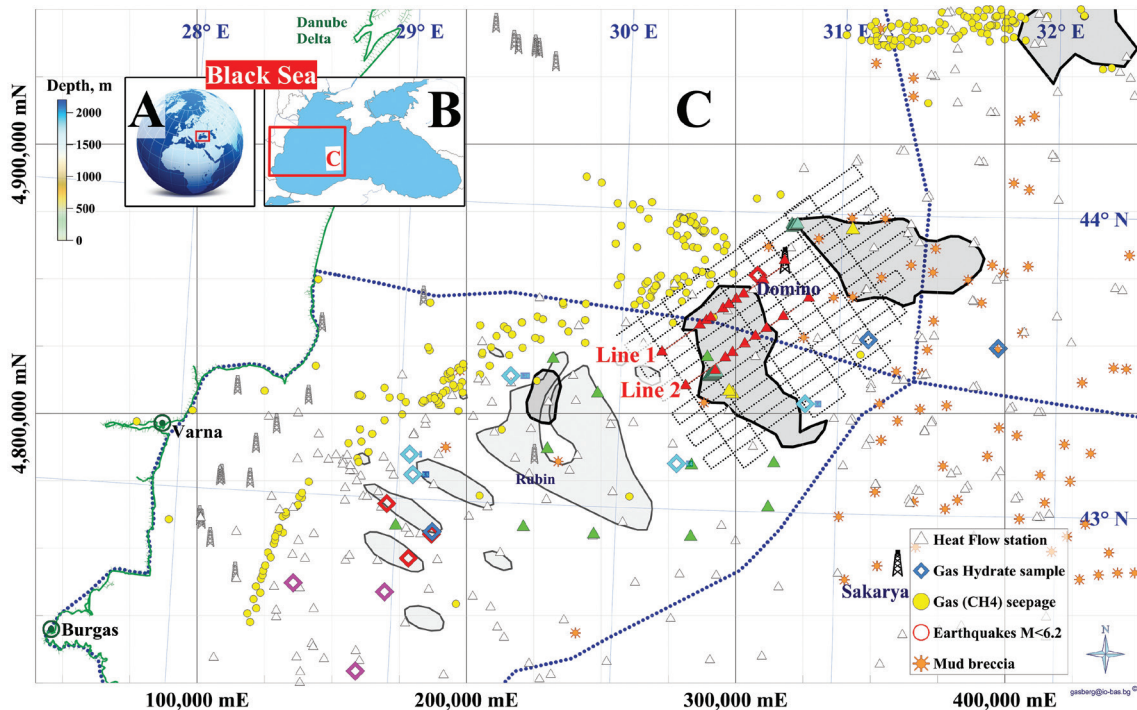 28° E
Danube
Delta
29° E
30° E
31° E
32° E
Black Sea
Depth, m
2000
1500
1000
500
0
A
B
C
C
4,900,000 mN
44° N
Domino
Line 1
Line 2
4,800,000 mN
Varna
Rubin
43° N
Heat Flow station
Gas Hydrate sample
Sakarya
Gas (CH4) seepage
Earthquakes M<6.2
Burgas
Mud breccia
N
gasberg@io-bas.bg ©
100,000 mE
200,000 mE
300,000 mE
400,000 mE